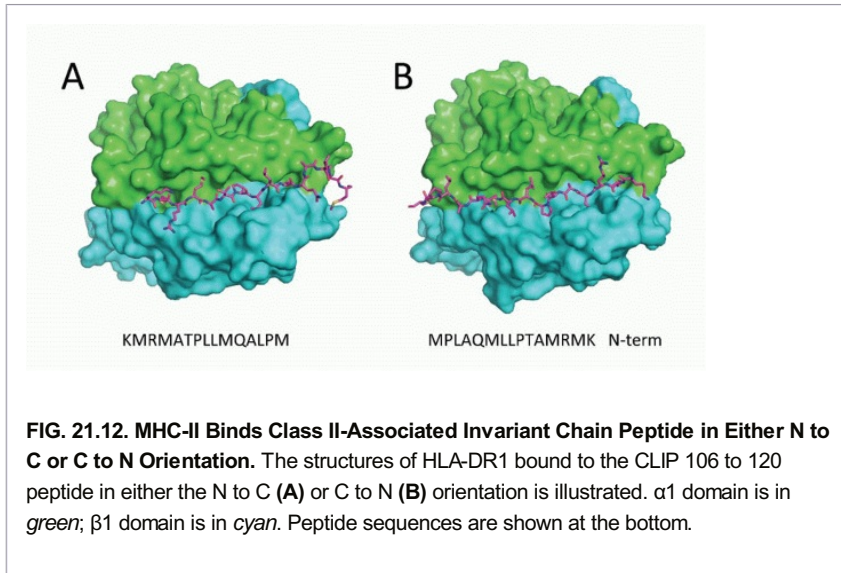 A
B
KMRMATPLLMQALPM
MPLAQMLLPTAMRMK N-term
FIG. 21.12. MHC-II Binds Class II-Associated Invariant Chain Peptide in Either N to
C or C to N Orientation. The structures of HLA-DR1 bound to the CLIP 106 to 120
peptide in either the N to C (A) or C to N (B) orientation is illustrated. α1 domain is in
green; β1 domain is in cyan. Peptide sequences are shown at the bottom.